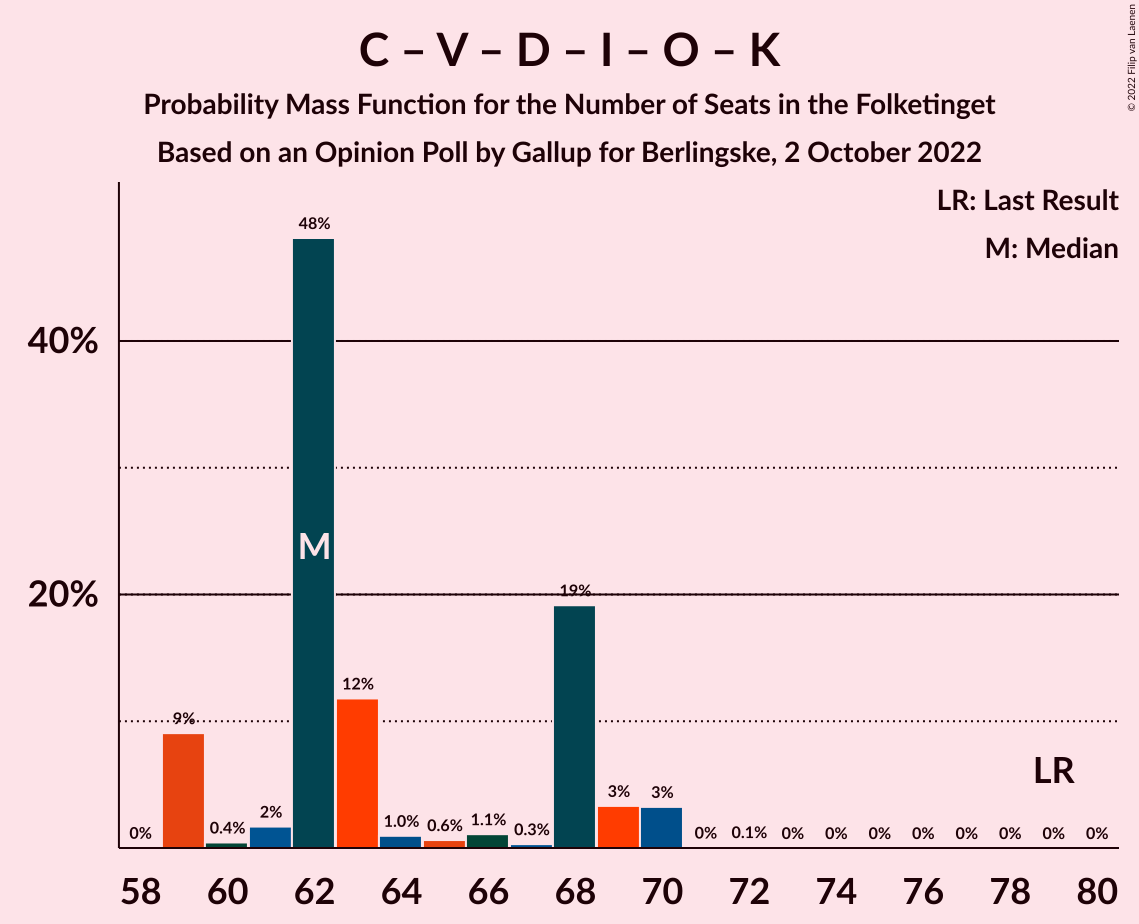 C – V – D – I – O – K
Probability Mass Function for the Number of Seats in the Folketinget
Based on an Opinion Poll by Gallup for Berlingske, 2 October 2022
© 2022 Filip van Laenen
LR: Last Result
M: Median
40%
20%
0%
9%
0.4%
2%
48%
M
12%
1.0%
0.6%
1.1%
0.3%
19%
3%
3%
0%
0.1%
0%
0%
0%
0%
0%
0%
LR
0%
0%
58 60 62 64 66 68 70 72 74 76 78 80